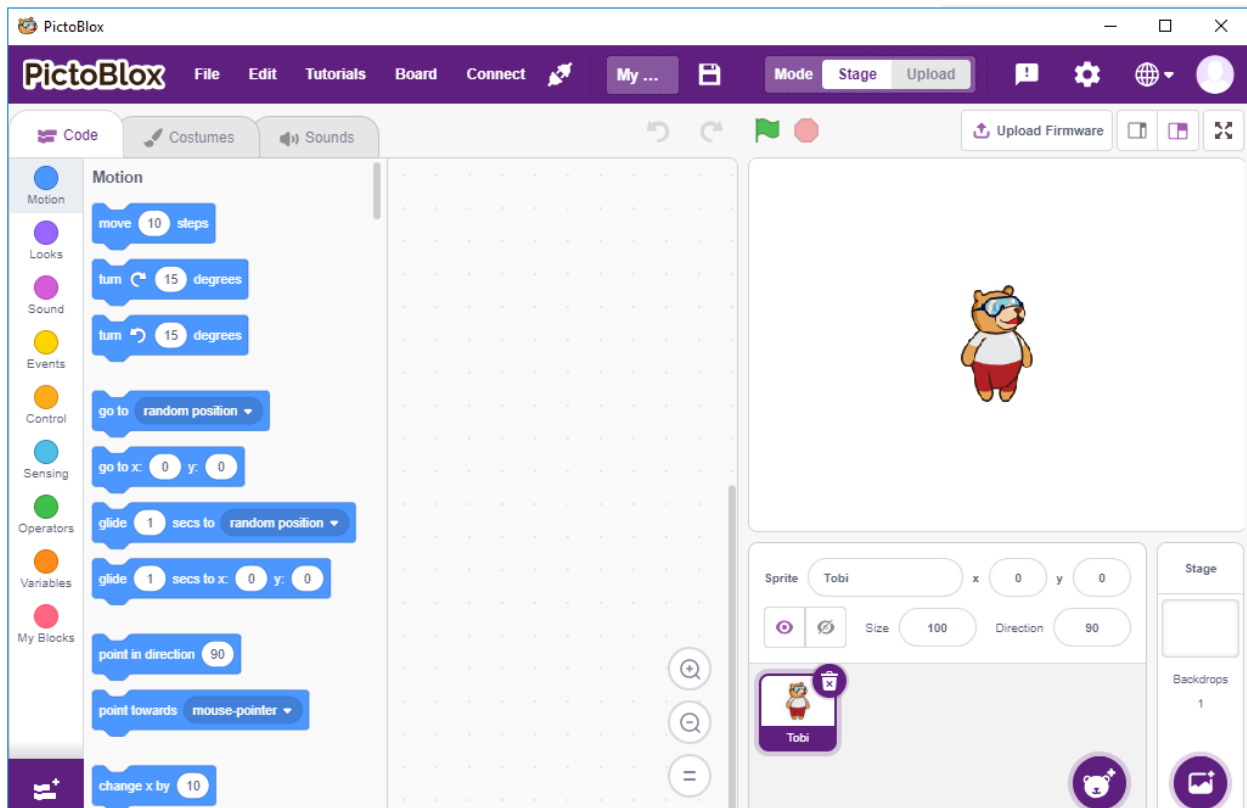 PictoBlox
PictoBlox File Edit Tutorials Board Connect My ... Mode Stage Upload
Code Costumes Sounds Upload Firmware
Motion
Looks
Sound
Events
Control
Sensing
Operators
Variables
My Blocks
Motion
move 10 steps
turn 15 degrees
turn 15 degrees
go to random position
go to x: 0 y: 0
glide 1 secs to random position
glide 1 secs to x: 0 y: 0
point in direction 90
point towards mouse-pointer
change x by 10
Sprite Tobi x 0 y 0
Size 100 Direction 90
Tobi
Stage
Backdrops
1